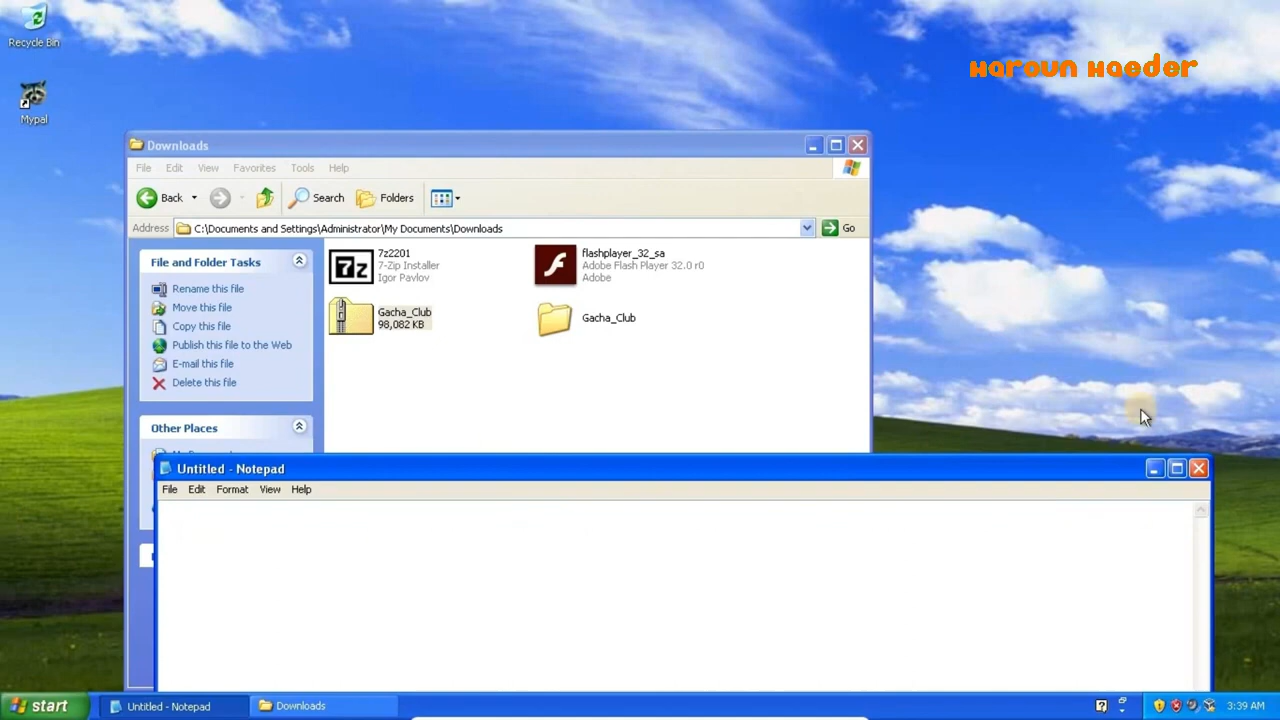 Recycle Bin
Haroun Haeder
Mypal
Downloads
File Edit View Favorites Tools Help
Back Search Folders
Address C:\Documents and Settings\Administrator\My Documents\Downloads Go
File and Folder Tasks
Rename this file
Move this file
Copy this file
Publish this file to the Web
E-mail this file
Delete this file
Other Places
7z2201
7-Zip Installer
Igor Pavlov
flashplayer_32_sa
Adobe Flash Player 32.0 r0
Adobe
Gacha_Club
98,082 KB
Gacha_Club
Untitled - Notepad
File Edit Format View Help
start Untitled - Notepad Downloads 3:39 AM